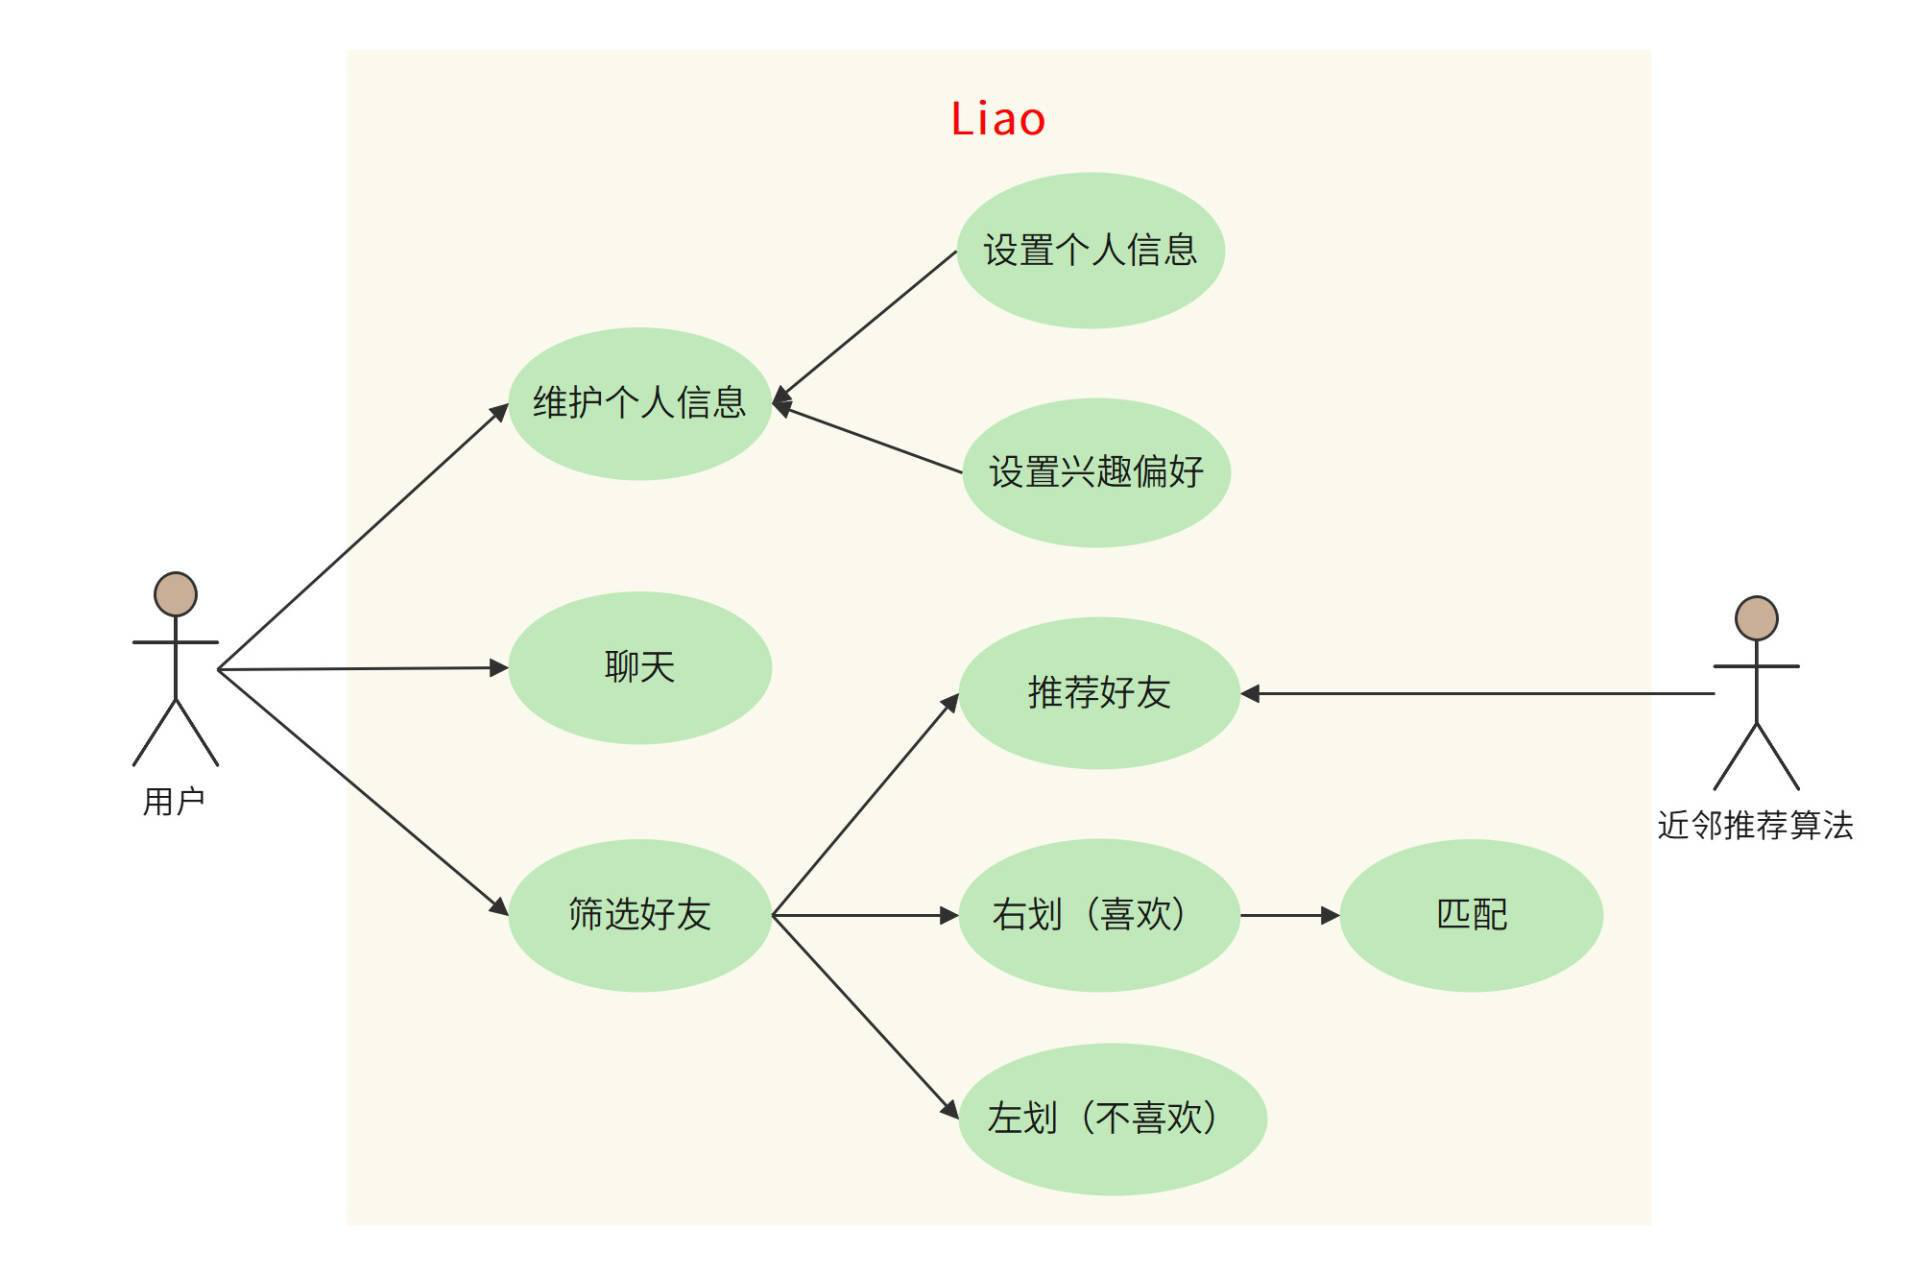 Liao
设置个人信息
维护个人信息
设置兴趣偏好
聊天
推荐好友
用户
近邻推荐算法
筛选好友
右划（喜欢）
匹配
左划（不喜欢）